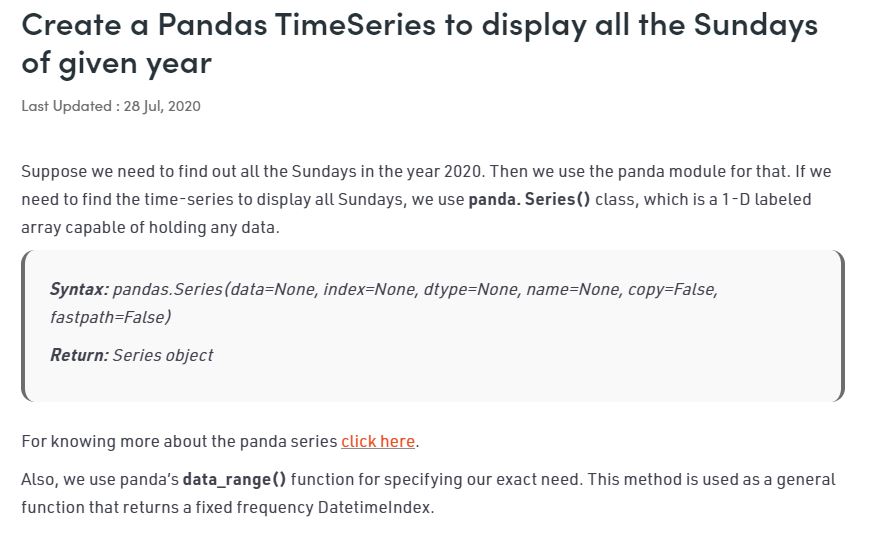 Create a Pandas TimeSeries to display all the Sundays
of given year
Last Updated : 28 Jul, 2020
Suppose we need to find out all the Sundays in the year 2020. Then we use the panda module for that. If we
need to find the time-series to display all Sundays, we use panda. Series() class, which is a 1-D labeled
array capable of holding any data.
Syntax: pandas.Series(data=None, index=None, dtype=None, name=None, copy=False,
fastpath=False)
Return: Series object
For knowing more about the panda series click here.
Also, we use panda’s data_range() function for specifying our exact need. This method is used as a general
function that returns a fixed frequency DatetimeIndex.